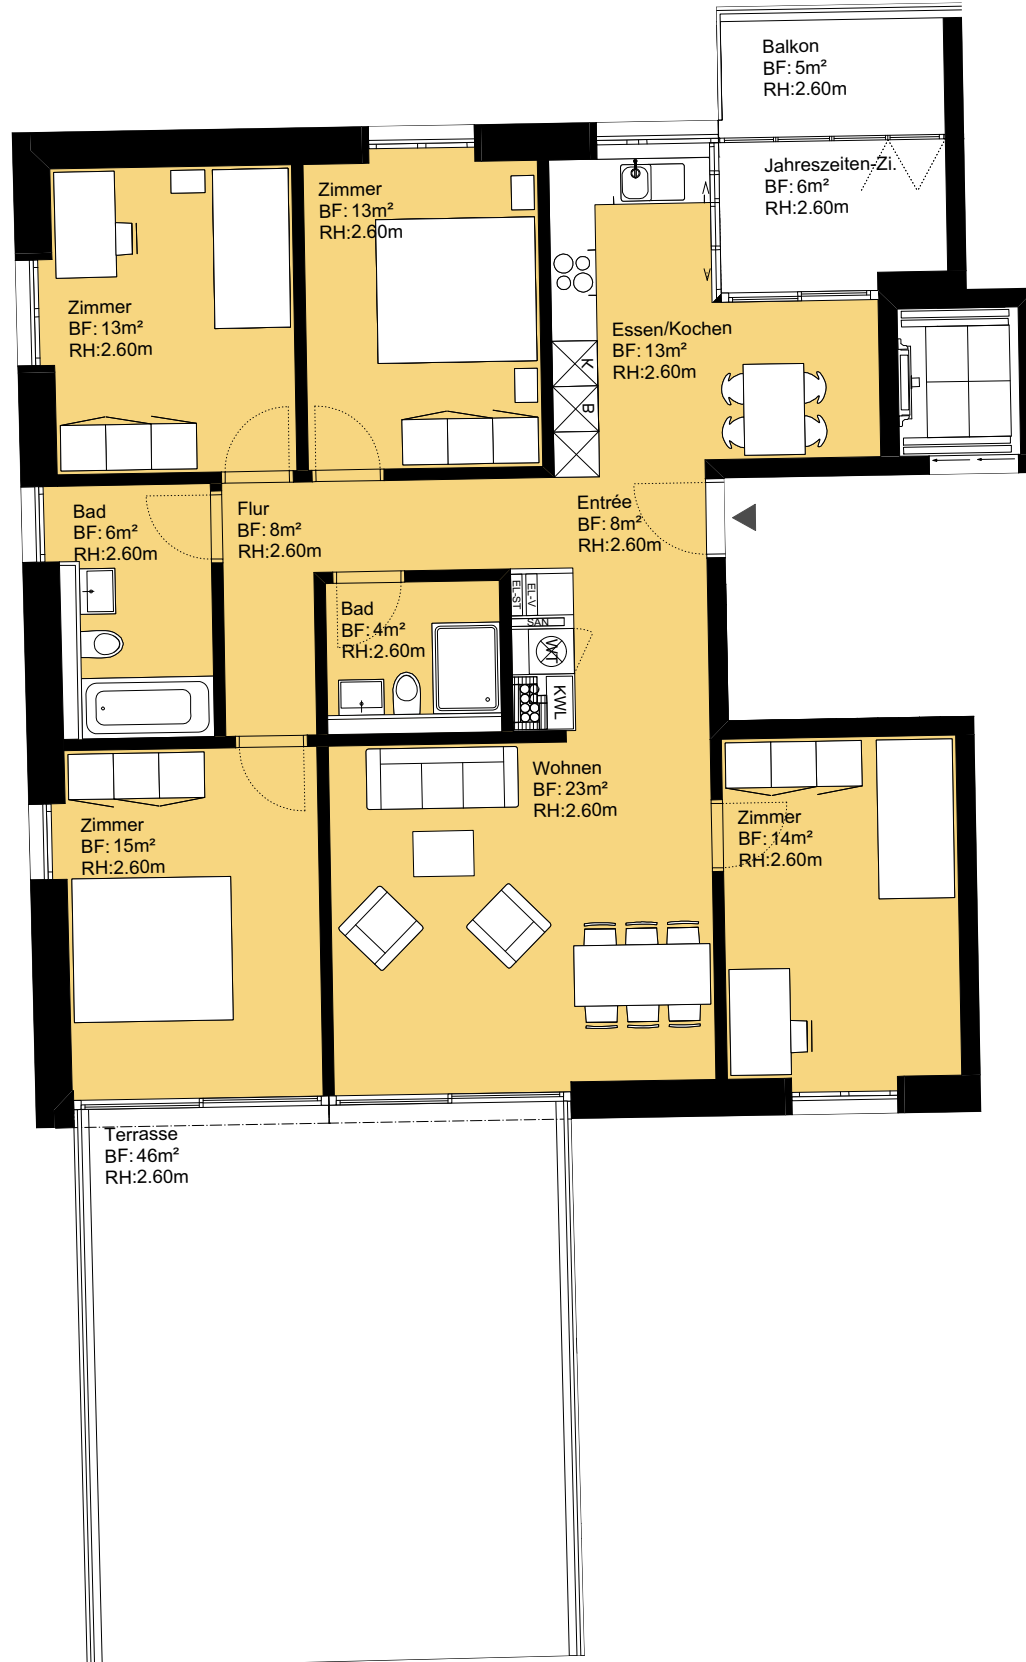 Balkon
BF: 5m²
RH:2.60m
Jahreszeiten-Zi.
BF: 6m²
RH:2.60m
Zimmer
BF: 13m²
RH:2.60m
Zimmer
BF: 13m²
RH:2.60m
Essen/Kochen
BF: 13m²
RH:2.60m
K
B
Bad
BF: 6m²
RH:2.60m
Flur
BF: 8m²
RH:2.60m
Entrée
BF: 8m²
RH:2.60m
Bad
BF: 4m²
RH:2.60m
EL-ST
EL-V
SAN
WT
KWL
Wohnen
BF: 23m²
RH:2.60m
Zimmer
BF: 15m²
RH:2.60m
Zimmer
BF: 14m²
RH:2.60m
Terrasse
BF: 46m²
RH:2.60m